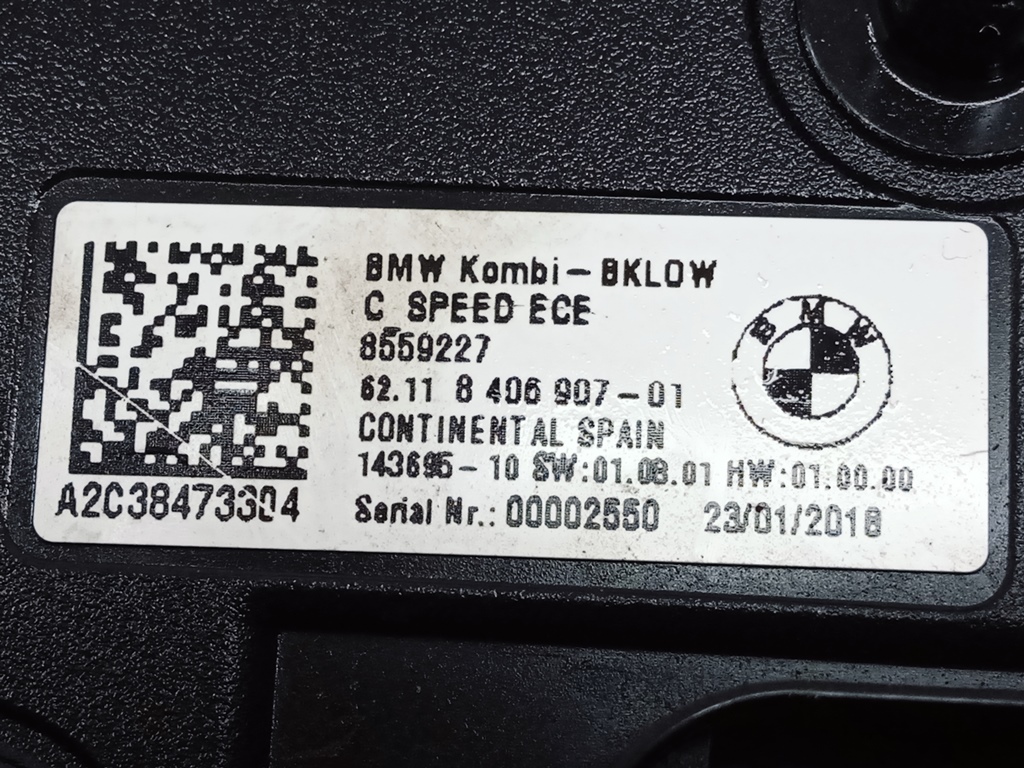 BMW Kombi-BKLOW
C SPEED ECE
8559227
62.11 8 406 907-01
CONTINENTAL SPAIN
143695-10 SW:01.08.01 HW:01.00.00
A2C38473304
Serial Nr.: 00002550 23/01/2018
BMW